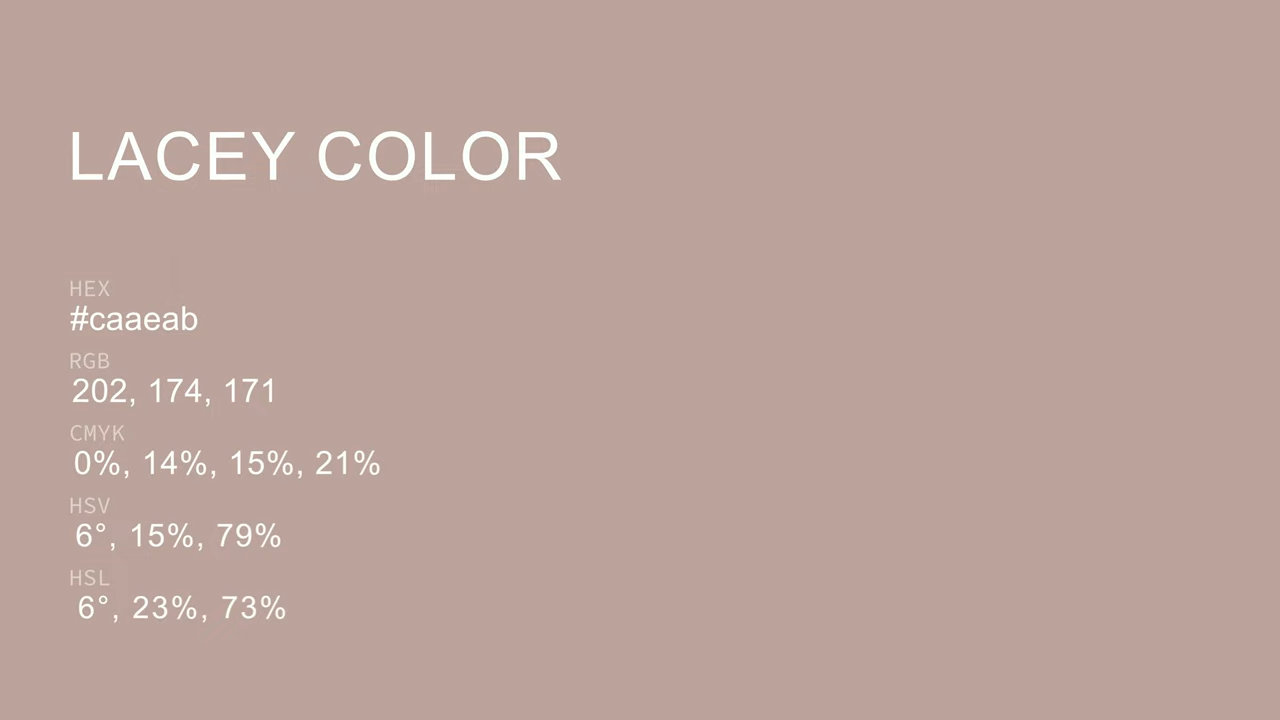 LACEY COLOR
HEX
#caaeab
RGB
202, 174, 171
CMYK
0%, 14%, 15%, 21%
HSV
6°, 15%, 79%
HSL
6°, 23%, 73%